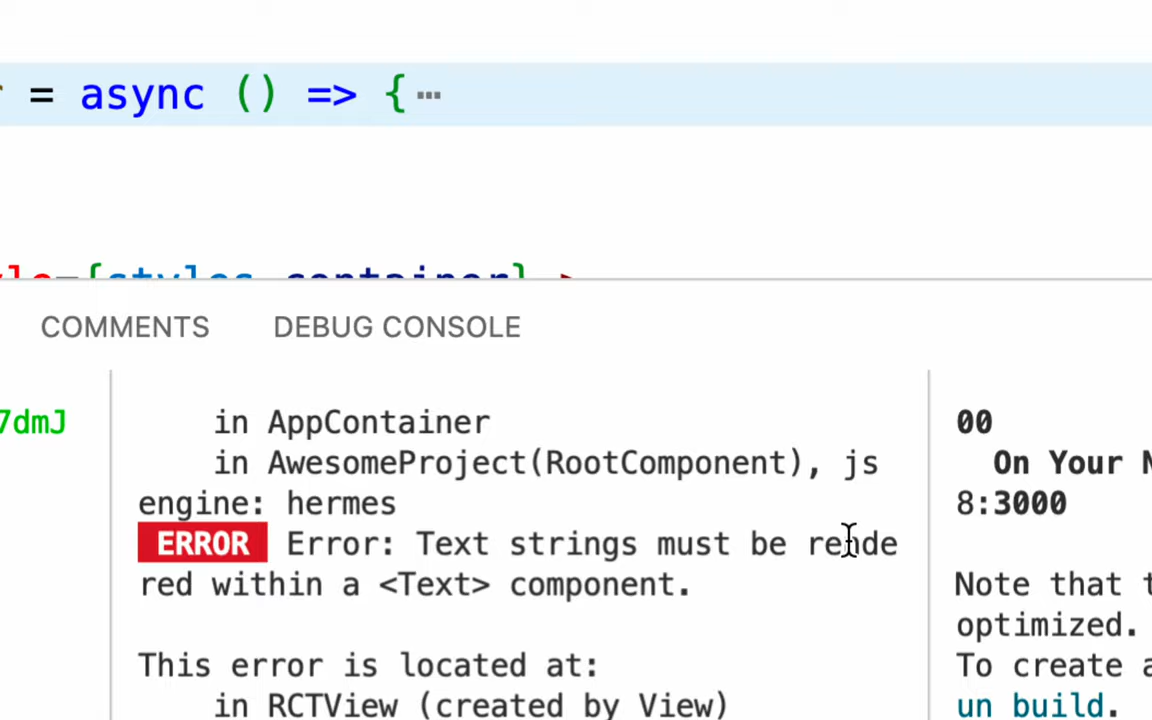 = async () => {⋯
={styles.container} >
COMMENTS DEBUG CONSOLE
7dmJ
in AppContainer
in AwesomeProject(RootComponent), js
engine: hermes
ERROR Error: Text strings must be rende
red within a <Text> component.
This error is located at:
in RCTView (created by View)
00
On Your
8:3000
Note that
optimized.
To create
un build.